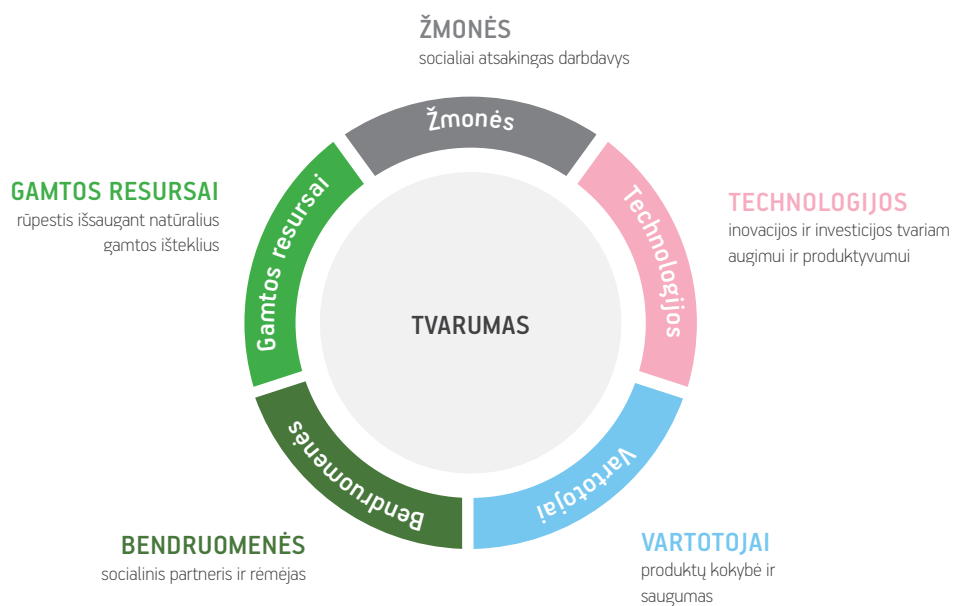 ŽMONĖS
socialiai atsakingas darbdavys
Žmonės
GAMTOS RESURSAI
rūpestis išsaugant natūralius
gamtos išteklius
Gamtos resursai
Technologijos
TECHNOLOGIJOS
inovacijos ir investicijos tvariam
augimui ir produktyvumui
TVARUMAS
Bendruomenės
Vartotojai
BENDRUOMENĖS
socialinis partneris ir rėmėjas
VARTOTOJAI
produktų kokybė ir
saugumas